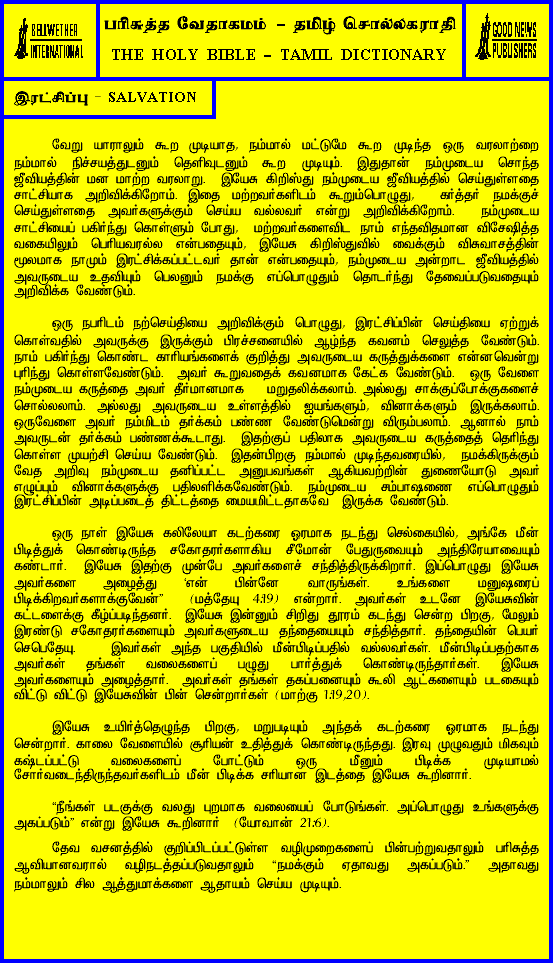 BELLWETHER
INTERNATIONAL
பரிசுத்த வேதாகமம் - தமிழ் சொல்லகராதி
THE HOLY BIBLE - TAMIL DICTIONARY
GOOD NEWS
PUBLISHERS
இரட்சிப்பு - SALVATION
வேறு யாராலும் கூற முடியாத, நம்மால் மட்டுமே கூற முடிந்த ஒரு வரலாற்றை
நம்மால் நிச்சயத்துடனும் தெளிவுடனும் கூற முடியும். இதுதான் நம்முடைய சொந்த
ஜீவியத்தின் மன மாற்ற வரலாறு. இயேசு கிறிஸ்து நம்முடைய ஜீவியத்தில் செய்துள்ளதை
சாட்சியாக அறிவிக்கிறோம். இதை மற்றவர்களிடம் கூறும்பொழுது, கர்த்தர் நமக்குச்
செய்துள்ளதை அவர்களுக்கும் செய்ய வல்லவர் என்று அறிவிக்கிறோம். நம்முடைய
சாட்சியைப் பகிர்ந்து கொள்ளும் போது, மற்றவர்களைவிட நாம் எந்தவிதமான விசேஷித்த
வகையிலும் பெரியவரல்ல என்பதையும், இயேசு கிறிஸ்துவில் வைக்கும் விசுவாசத்தின்
மூலமாக நாமும் இரட்சிக்கப்பட்டவர் தான் என்பதையும், நம்முடைய அன்றாட ஜீவியத்தில்
அவருடைய உதவியும் பெலனும் நமக்கு எப்பொழுதும் தொடர்ந்து தேவைப்படுவதையும்
அறிவிக்க வேண்டும்.
ஒரு நபரிடம் நற்செய்தியை அறிவிக்கும் பொழுது, இரட்சிப்பின் செய்தியை ஏற்றுக்
கொள்வதில் அவருக்கு இருக்கும் பிரச்சனையில் ஆழ்ந்த கவனம் செலுத்த வேண்டும்.
நாம் பகிர்ந்து கொண்ட காரியங்களைக் குறித்து அவருடைய கருத்துக்களை என்னவென்று
புரிந்து கொள்ளவேண்டும். அவர் கூறுவதைக் கவனமாக கேட்க வேண்டும். ஒரு வேளை
நம்முடைய கருத்தை அவர் தீர்மானமாக மறுதலிக்கலாம். அல்லது சாக்குப்போக்குகளைச்
சொல்லலாம். அல்லது அவருடைய உள்ளத்தில் ஐயங்களும், வினாக்களும் இருக்கலாம்.
ஒருவேளை அவர் நம்மிடம் தர்க்கம் பண்ண வேண்டுமென்று விரும்பலாம். ஆனால் நாம்
அவருடன் தர்க்கம் பண்ணக்கூடாது. இதற்குப் பதிலாக அவருடைய கருத்தைத் தெரிந்து
கொள்ள முயற்சி செய்ய வேண்டும். இதன்பிறகு நம்மால் முடிந்தவரையில், நமக்கிருக்கும்
வேத அறிவு நம்முடைய தனிப்பட்ட அனுபவங்கள் ஆகியவற்றின் துணையோடு அவர்
எழுப்பும் வினாக்களுக்கு பதிலளிக்கவேண்டும். நம்முடைய சம்பாஷணை எப்பொழுதும்
இரட்சிப்பின் அடிப்படைத் திட்டத்தை மையமிட்டதாகவே இருக்க வேண்டும்.
ஒரு நாள் இயேசு கலிலேயா கடற்கரை ஓரமாக நடந்து செல்கையில், அங்கே மீன்
பிடித்துக் கொண்டிருந்த சகோதரர்களாகிய சீமோன் பேதுருவையும் அந்திரேயாவையும்
கண்டார். இயேசு இதற்கு முன்பே அவர்களைச் சந்தித்திருக்கிறார். இப்பொழுது இயேசு
அவர்களை அழைத்து 'என் பின்னே வாருங்கள். உங்களை மனுஷரைப்
பிடிக்கிறவர்களாக்குவேன்" (மத்தேயு 4:19) என்றார். அவர்கள் உடனே இயேசுவின்
கட்டளைக்கு கீழ்ப்படிந்தனர். இயேசு இன்னும் சிறிது தூரம் கடந்து சென்ற பிறகு, மேலும்
இரண்டு சகோதரர்களையும் அவர்களுடைய தந்தையையும் சந்தித்தார். தந்தையின் பெயர்
செபெதேயு. இவர்கள் அந்த பகுதியில் மீன்பிடிப்பதில் வல்லவர்கள். மீன்பிடிப்பதற்காக
அவர்கள் தங்கள் வலைகளைப் பழுது பார்த்துக் கொண்டிருந்தார்கள். இயேசு
அவர்களையும் அழைத்தார். அவர்கள் தங்கள் தகப்பனையும் கூலி ஆட்களையும் படகையும்
விட்டு விட்டு இயேசுவின் பின் சென்றார்கள் (மாற்கு 1:19,20).
இயேசு உயிர்த்தெழுந்த பிறகு, மறுபடியும் அந்தக் கடற்கரை ஓரமாக நடந்து
சென்றார். காலை வேளையில் சூரியன் உதித்துக் கொண்டிருந்தது. இரவு முழுவதும் மிகவும்
கஷ்டப்பட்டு வலைகளைப் போட்டும் ஒரு மீனும் பிடிக்க முடியாமல்
சோர்வடைந்திருந்தவர்களிடம் மீன் பிடிக்க சரியான இடத்தை இயேசு கூறினார்.
"நீங்கள் படகுக்கு வலது புறமாக வலையைப் போடுங்கள். அப்பொழுது உங்களுக்கு
அகப்படும்" என்று இயேசு கூறினார் (யோவான் 21:6).
தேவ வசனத்தில் குறிப்பிடப்பட்டுள்ள வழிமுறைகளைப் பின்பற்றுவதாலும் பரிசுத்த
ஆவியானவரால் வழிநடத்தப்படுவதாலும் "நமக்கும் ஏதாவது அகப்படும்." அதாவது
நம்மாலும் சில ஆத்துமாக்களை ஆதாயம் செய்ய முடியும்.